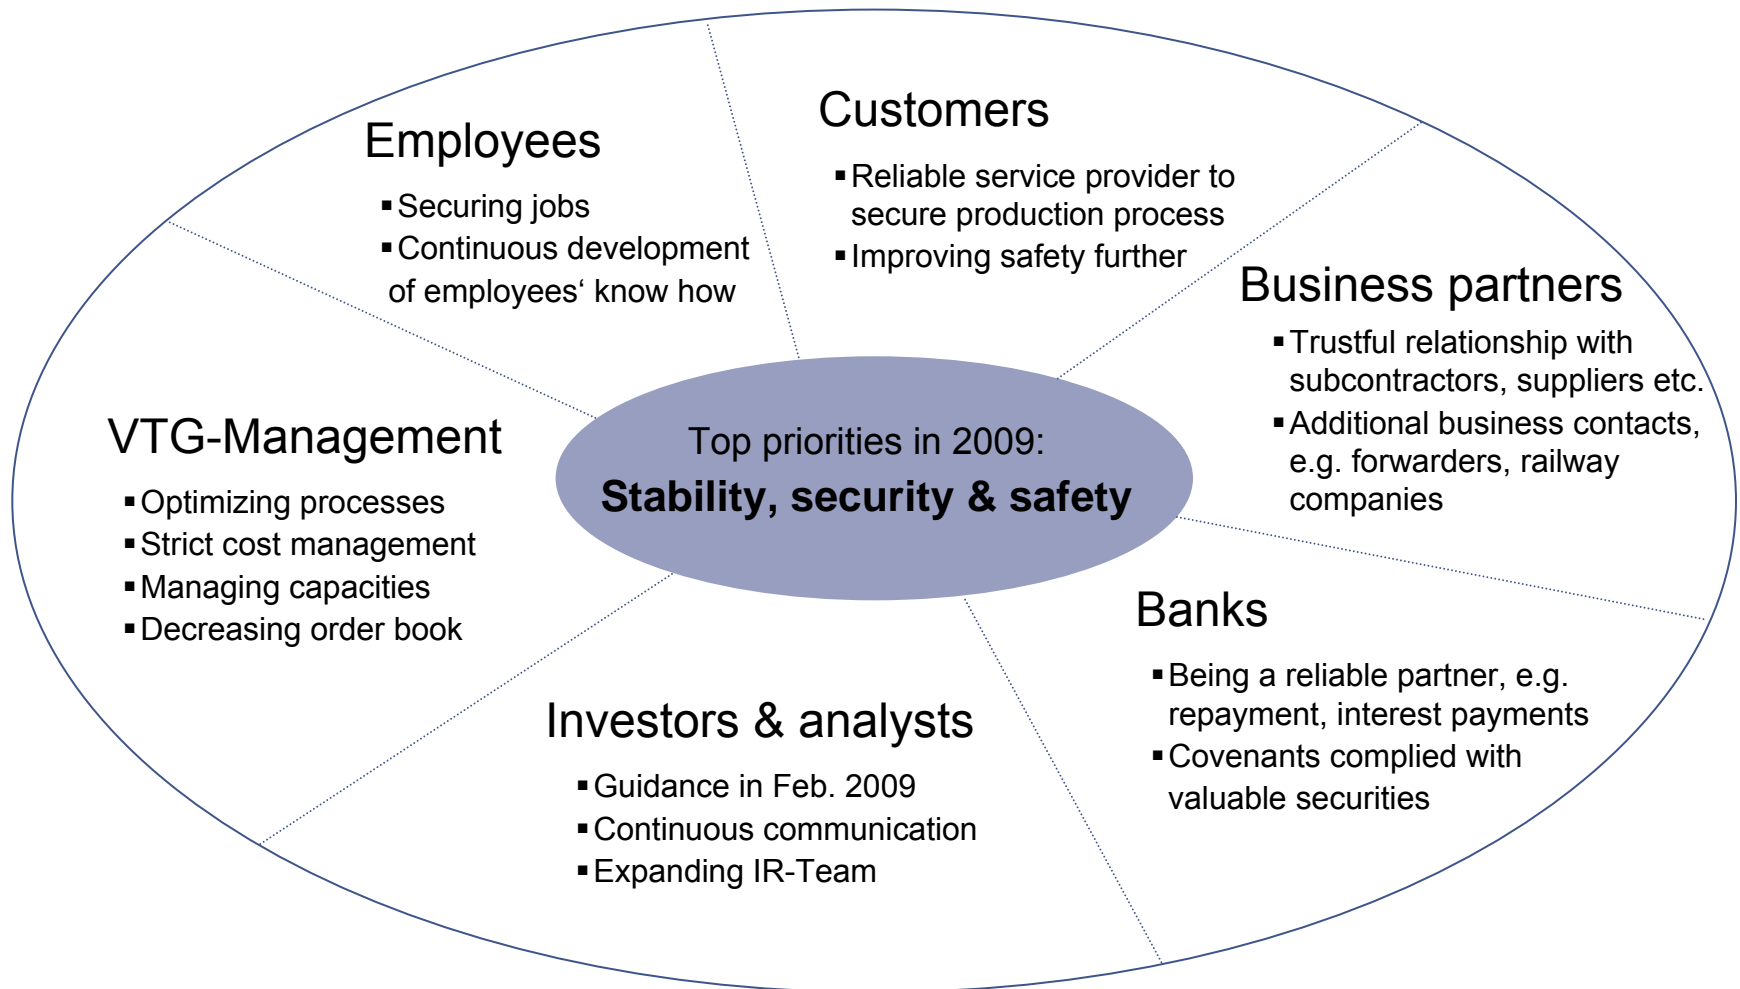 Employees
▪Securing jobs
▪Continuous development
of employees‘ know how
Customers
▪Reliable service provider to
secure production process
▪Improving safety further
Business partners
▪Trustful relationship with
subcontractors, suppliers etc.
▪Additional business contacts,
e.g. forwarders, railway
companies
VTG-Management
▪Optimizing processes
▪Strict cost management
▪Managing capacities
▪Decreasing order book
Top priorities in 2009:
Stability, security & safety
Banks
▪Being a reliable partner, e.g.
repayment, interest payments
▪Covenants complied with
valuable securities
Investors & analysts
▪Guidance in Feb. 2009
▪Continuous communication
▪Expanding IR-Team